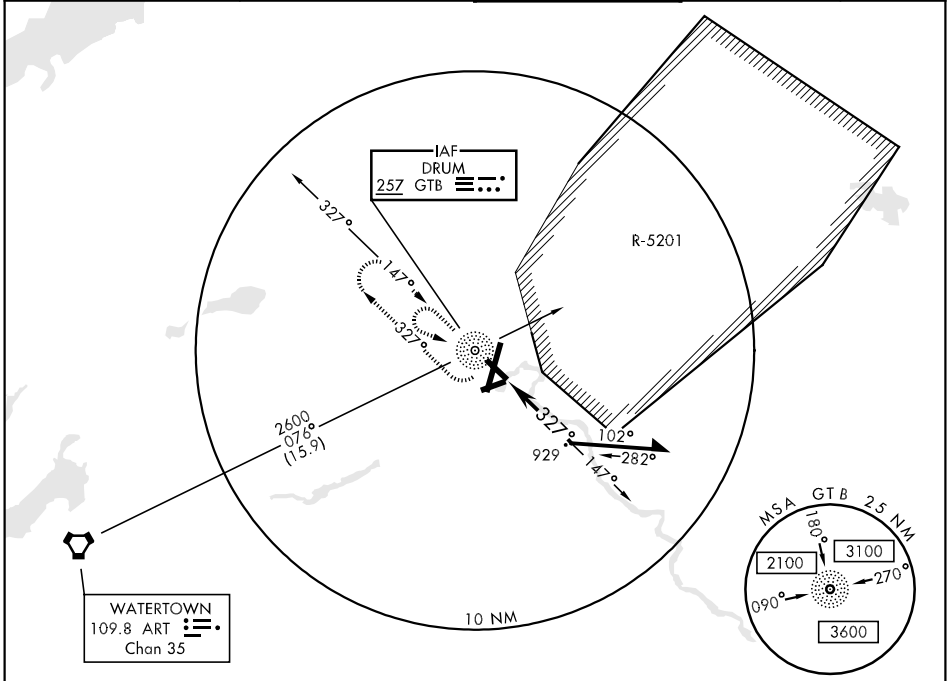 IAF
DRUM
257 GTB
327°
147°
327°
R-5201
2600
076°
(15.9)
327°
102°
929
282°
147°
MSA GTB 25 NM
180°
3100
2100
270°
090°
3600
WATERTOWN
109.8 ART
Chan 35
10 NM